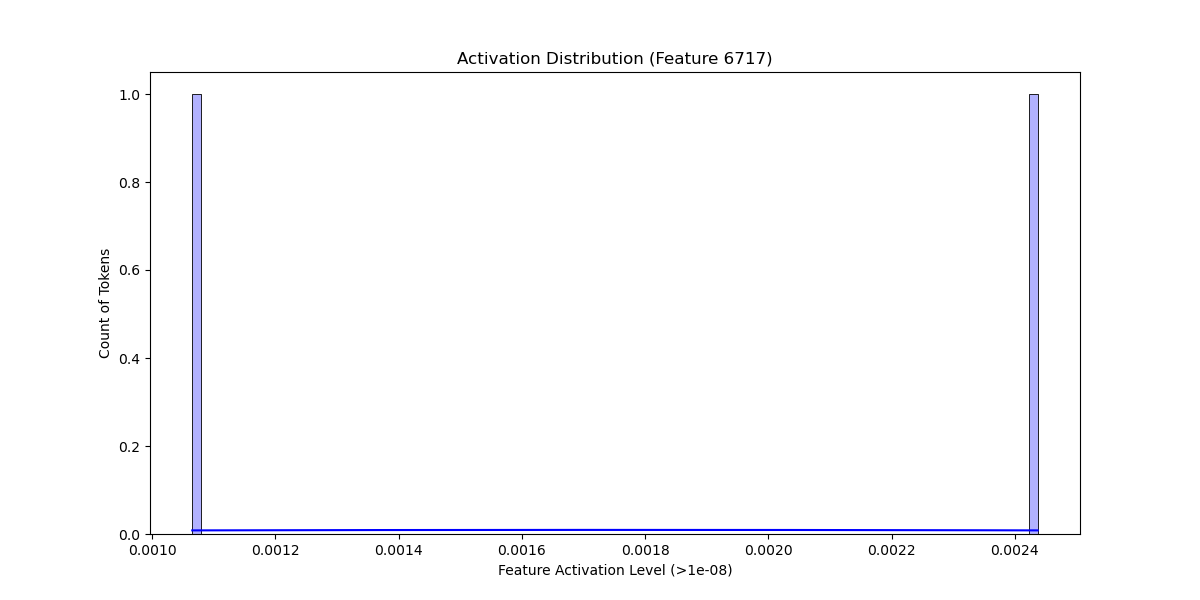 Activation Distribution (Feature 6717)
1.0
0.8
0.6
0.4
0.2
0.0
Count of Tokens
0.0010 0.0012 0.0014 0.0016 0.0018 0.0020 0.0022 0.0024
Feature Activation Level (>1e-08)